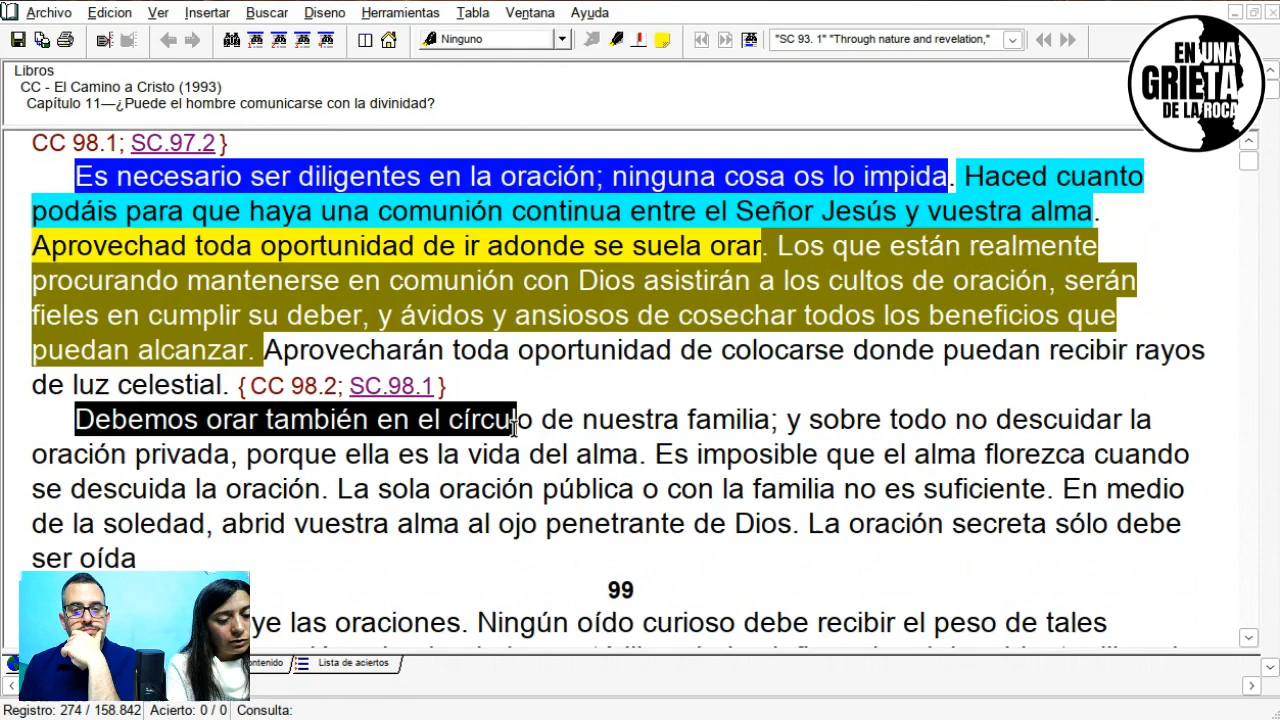 Archivo Edicion Ver Insertar Buscar Diseno Herramientas Tabla Ventana Ayuda
Ninguno
"SC 93. 1" "Through nature and revelation,"
EN UNA
GRIETA
DE LA ROCA
Libros
CC - El Camino a Cristo (1993)
Capítulo 11—¿Puede el hombre comunicarse con la divinidad?
CC 98.1; SC.97.2}
Es necesario ser diligentes en la oración; ninguna cosa os lo impida. Haced cuanto
podáis para que haya una comunión continua entre el Señor Jesús y vuestra alma.
Aprovechad toda oportunidad de ir adonde se suela orar. Los que están realmente
procurando mantenerse en comunión con Dios asistirán a los cultos de oración, serán
fieles en cumplir su deber, y ávidos y ansiosos de cosechar todos los beneficios que
puedan alcanzar. Aprovecharán toda oportunidad de colocarse donde puedan recibir rayos
de luz celestial. {CC 98.2; SC.98.1}
Debemos orar también en el círculo de nuestra familia; y sobre todo no descuidar la
oración privada, porque ella es la vida del alma. Es imposible que el alma florezca cuando
se descuida la oración. La sola oración pública o con la familia no es suficiente. En medio
de la soledad, abrid vuestra alma al ojo penetrante de Dios. La oración secreta sólo debe
ser oída
99
ye las oraciones. Ningún oído curioso debe recibir el peso de tales
ontenido Lista de aciertos
Registro: 274 / 158.842 Acierto: 0 / 0 Consulta: